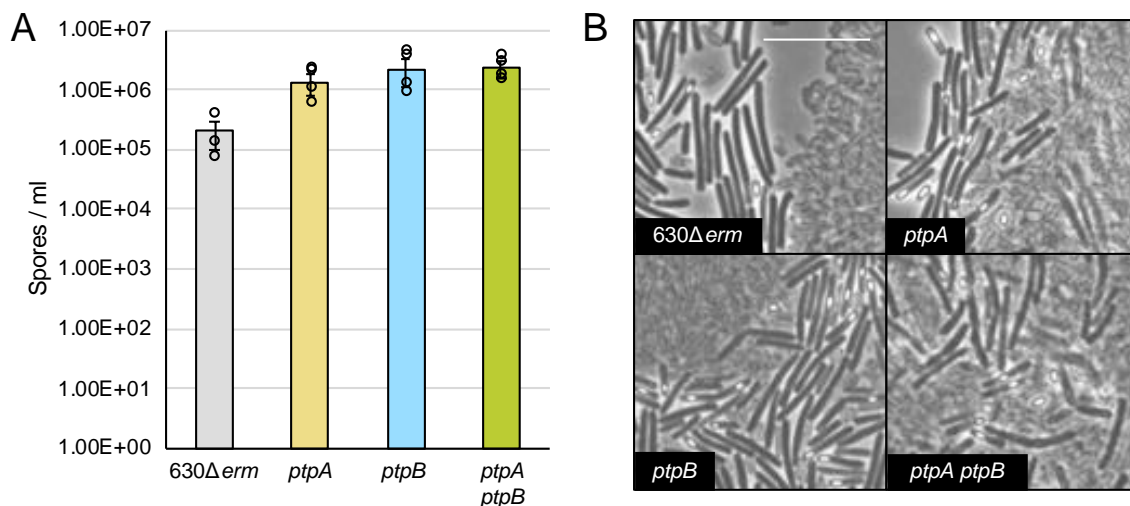 A
B
1.00E+07
1.00E+06
1.00E+05
1.00E+04
1.00E+03
1.00E+02
1.00E+01
1.00E+00
Spores / ml
630Δerm
ptpA
ptpB
ptpA
ptpB
630Δerm
ptpA
ptpB
ptpA ptpB